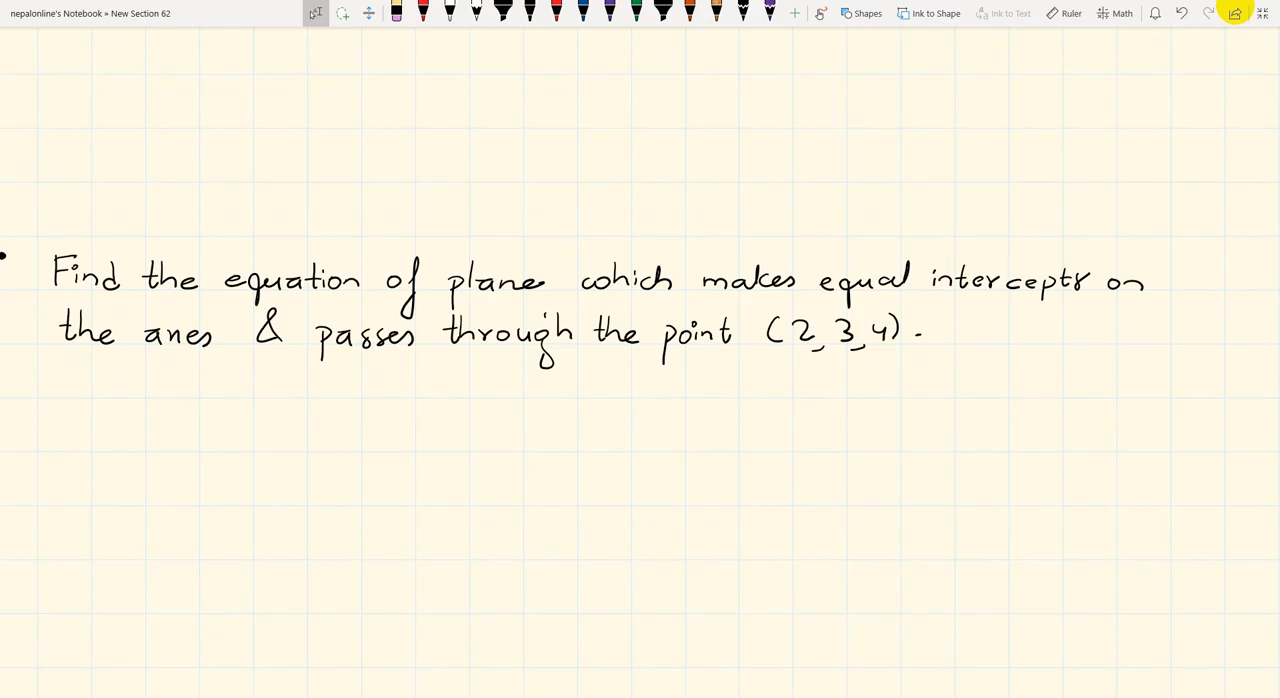 nepalonline's Notebook » New Section 62
Shapes Ink to Shape Ink to Text Ruler Math
Find the equation of plane which makes equal intercepts on
the axes & passes through the point (2, 3, 4).